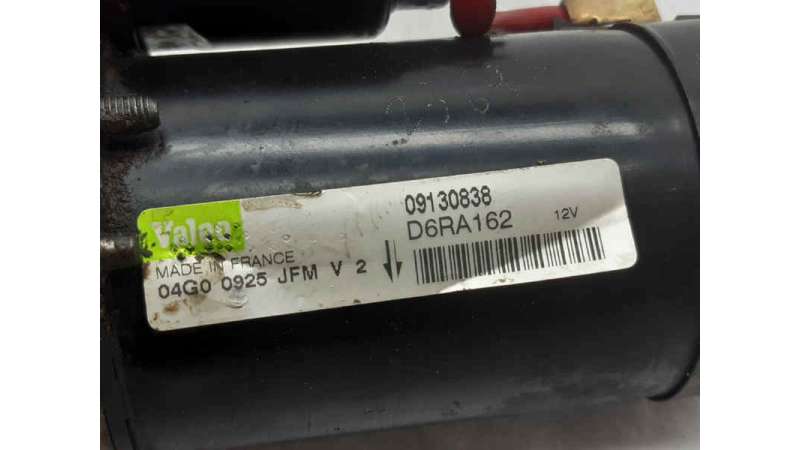 09130838
Valeo
D6RA162 12V
MADE IN FRANCE
04G0 0925 JFM V 2